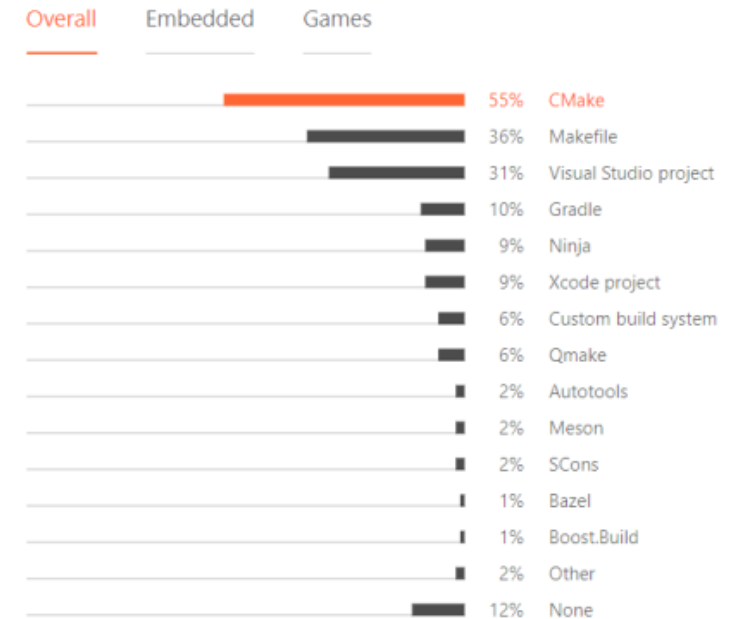 Overall Embedded Games
55% CMake
36% Makefile
31% Visual Studio project
10% Gradle
9% Ninja
9% Xcode project
6% Custom build system
6% Qmake
2% Autotools
2% Meson
2% SCons
1% Bazel
1% Boost.Build
2% Other
12% None